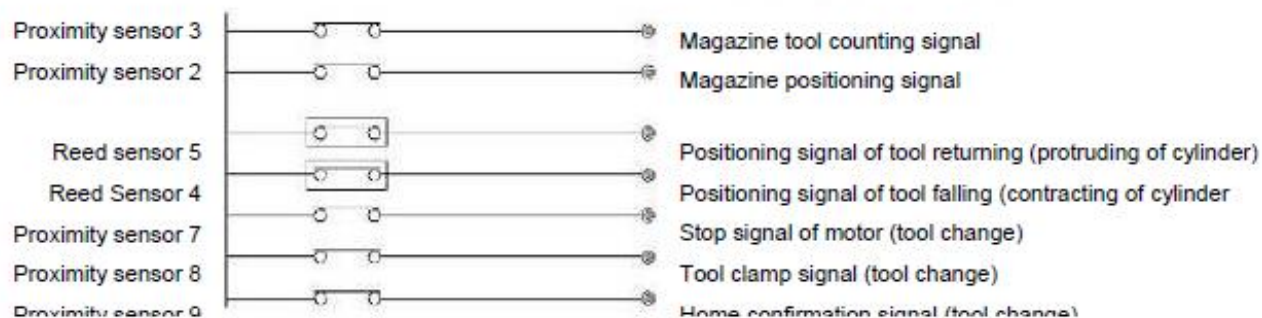 Proximity sensor 3
Magazine tool counting signal
Proximity sensor 2
Magazine positioning signal
Reed sensor 5
Positioning signal of tool returning (protruding of cylinder)
Reed Sensor 4
Positioning signal of tool falling (contracting of cylinder
Proximity sensor 7
Stop signal of motor (tool change)
Proximity sensor 8
Tool clamp signal (tool change)
Proximity sensor 9
Home confirmation signal (tool change)